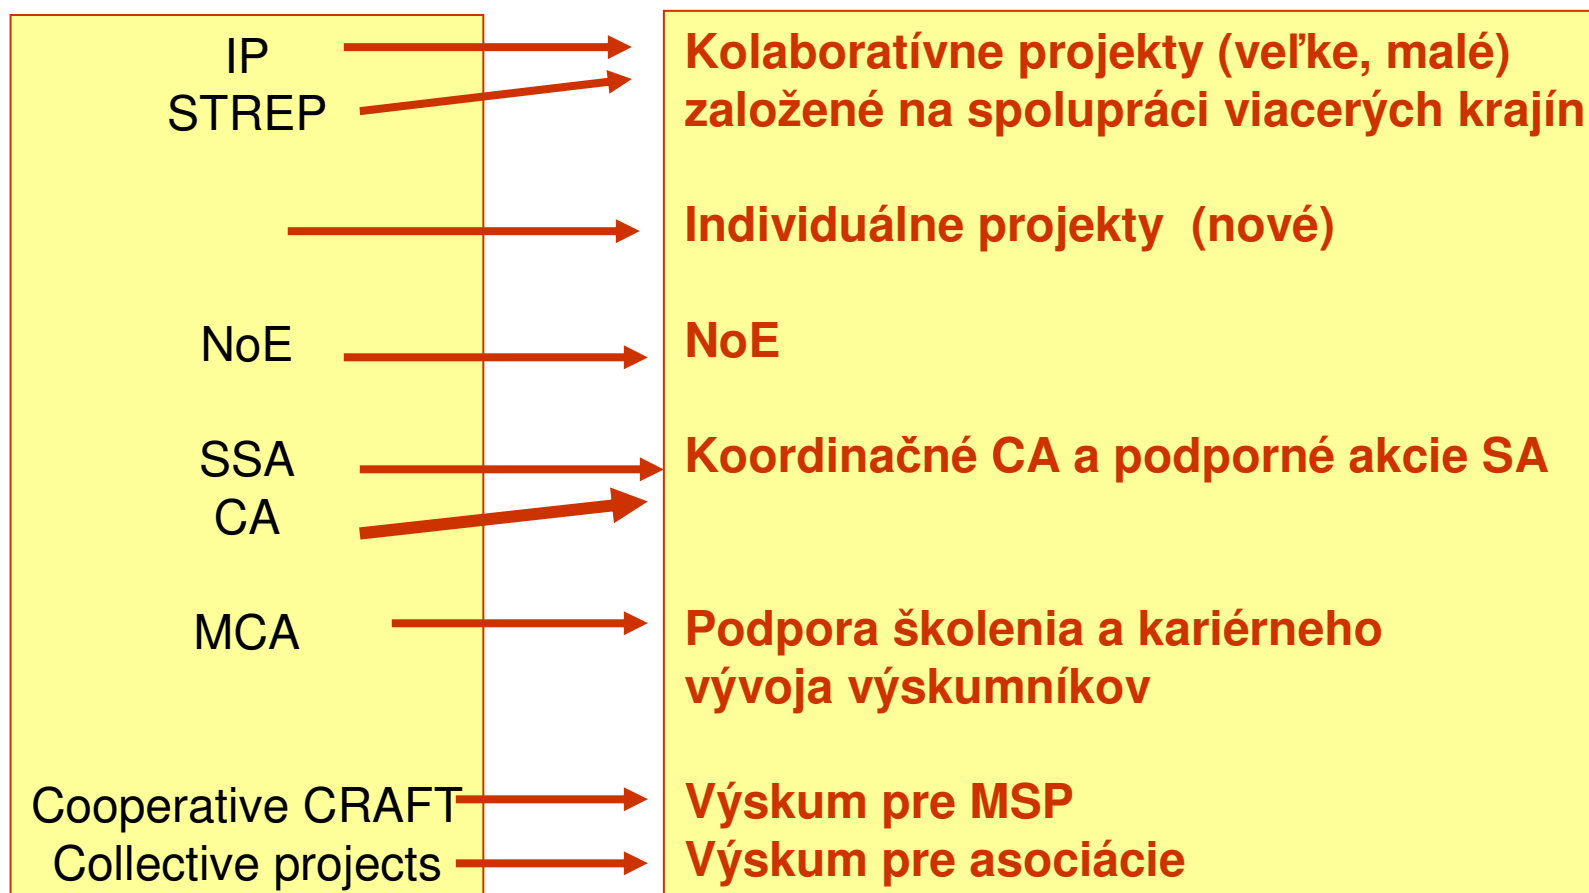 IP
STREP
NoE
SSA
CA
MCA
Cooperative CRAFT
Collective projects
Kolaboratívne projekty (veľke, malé)
založené na spolupráci viacerých krajín
Individuálne projekty (nové)
NoE
Koordinačné CA a podporné akcie SA
Podpora školenia a kariérneho
vývoja výskumníkov
Výskum pre MSP
Výskum pre asociácie